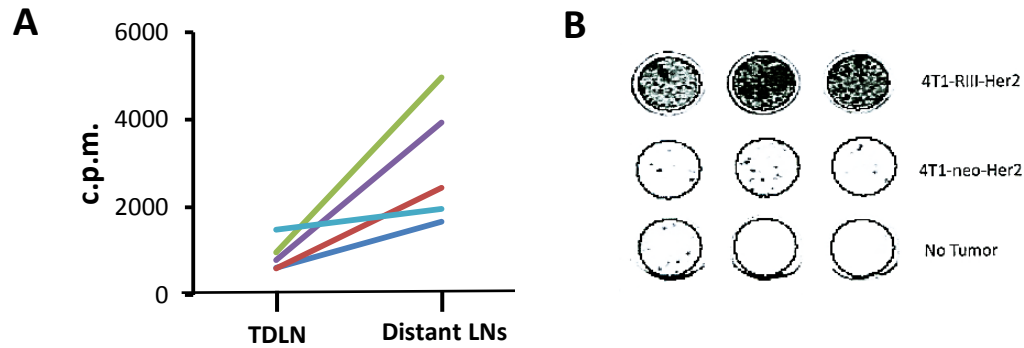 A
6000
4000
2000
0
c.p.m.
TDLN
Distant LNs
B
4T1-RIII-Her2
4T1-neo-Her2
No Tumor